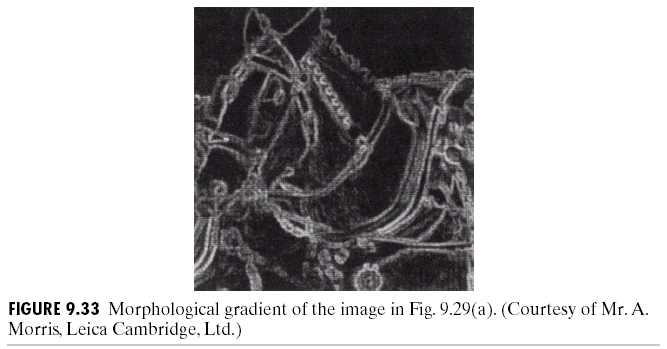 FIGURE 9.33 Morphological gradient of the image in Fig. 9.29(a). (Courtesy of Mr. A.
Morris, Leica Cambridge, Ltd.)